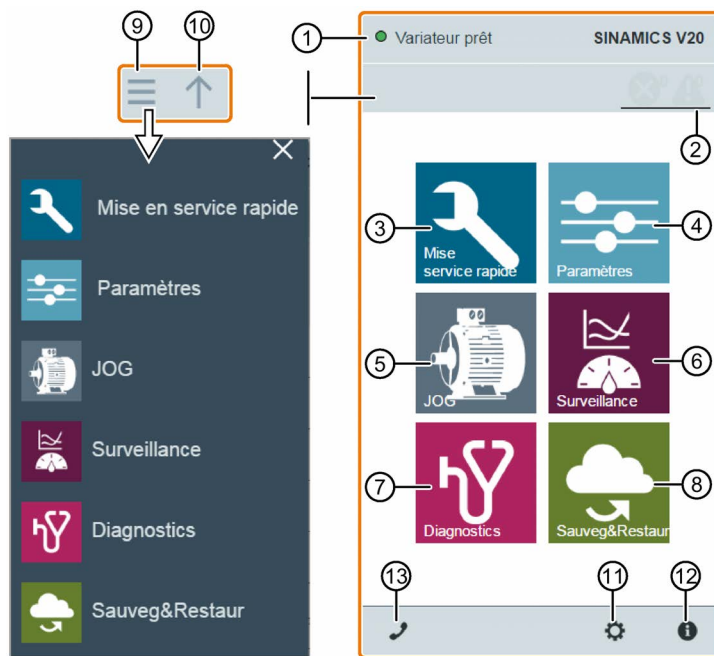 ⑨ ⑩
Mise en service rapide
Paramètres
JOG
Surveillance
Diagnostics
Sauveg&Restaur
① Variateur prêt SINAMICS V20
②
③ Mise
service rapide
Paramètres ④
⑤ JOG
Surveillance ⑥
⑦ Diagnostics
Sauveg&Restaur ⑧
⑬ ⑪ ⑫